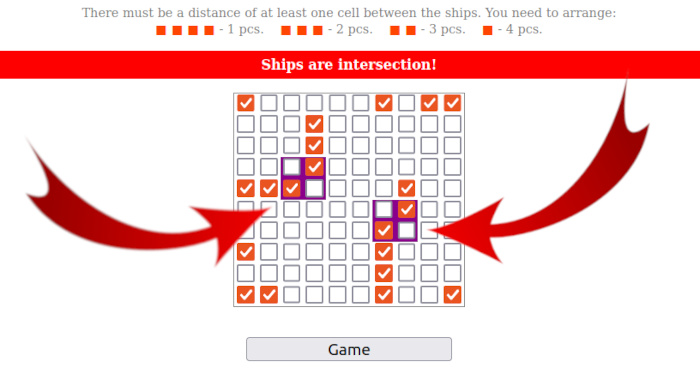 There must be a distance of at least one cell between the ships. You need to arrange:
- 1 pcs. - 2 pcs. - 3 pcs. - 4 pcs.
Ships are intersection!
Game